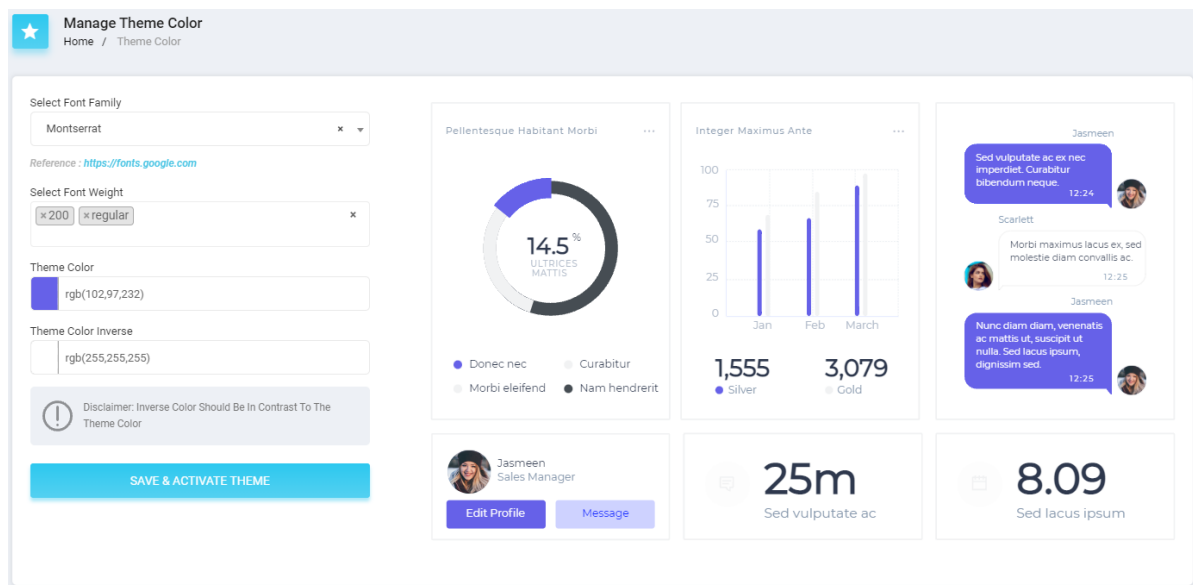 Manage Theme Color
Home / Theme Color
Select Font Family
Montserrat
×
Reference : https://fonts.google.com
Select Font Weight
×200 ×regular
×
Theme Color
rgb(102,97,232)
Theme Color Inverse
rgb(255,255,255)
Disclaimer: Inverse Color Should Be In Contrast To The
Theme Color
SAVE & ACTIVATE THEME
Pellentesque Habitant Morbi
14.5 %
ULTRICES
MATTIS
Donec nec
Curabitur
Morbi eleifend
Nam hendrerit
Integer Maximus Ante
100
75
50
25
0
Jan Feb March
1,555
Silver
3,079
Gold
Jasmeen
Sed vulputate ac ex nec
imperdiet. Curabitur
bibendum neque.
12:24
Scarlett
Morbi maximus lacus ex, sed
molestie diam convallis ac.
12:25
Jasmeen
Nunc diam diam, venenatis
ac mattis ut, suscipit ut
nulla. Sed lacus ipsum,
dignissim sed.
12:25
Jasmeen
Sales Manager
Edit Profile
Message
25m
Sed vulputate ac
8.09
Sed lacus ipsum